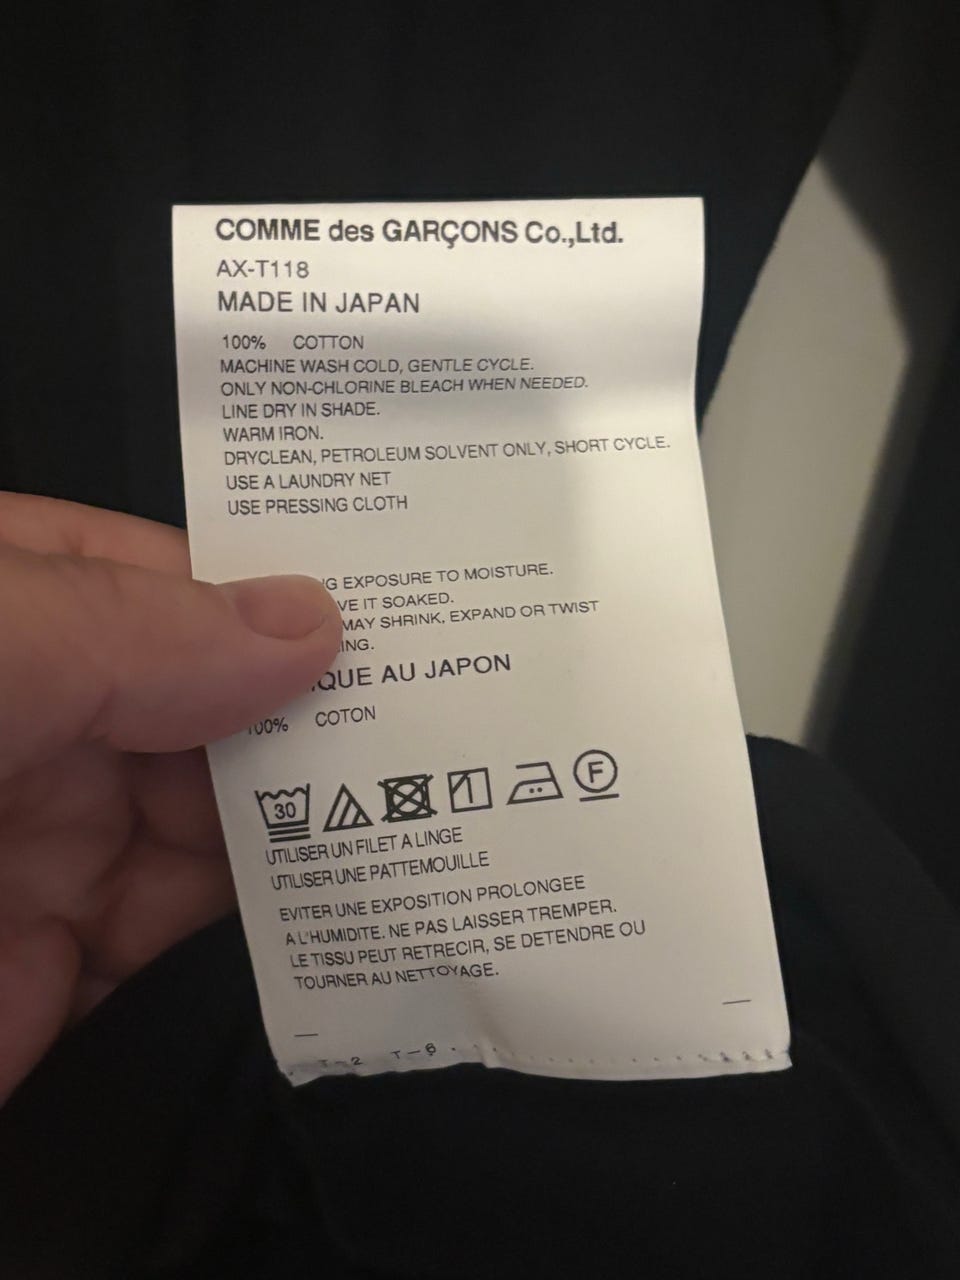 COMME des GARÇONS Co.,Ltd.
AX-T118
MADE IN JAPAN
100% COTTON
MACHINE WASH COLD, GENTLE CYCLE.
ONLY NON-CHLORINE BLEACH WHEN NEEDED.
LINE DRY IN SHADE.
WARM IRON.
DRYCLEAN, PETROLEUM SOLVENT ONLY, SHORT CYCLE.
USE A LAUNDRY NET
USE PRESSING CLOTH
EXPOSURE TO MOISTURE.
IT SOAKED.
MAY SHRINK, EXPAND OR TWIST
AU JAPON
100% COTON
30 F
UTILISER UN FILET A LINGE
UTILISER UNE PATTEMOUILLE
EVITER UNE EXPOSITION PROLONGEE
A L'HUMIDITE. NE PAS LAISSER TREMPER.
LE TISSU PEUT RETRECIR, SE DETENDRE OU
TOURNER AU NETTOYAGE.